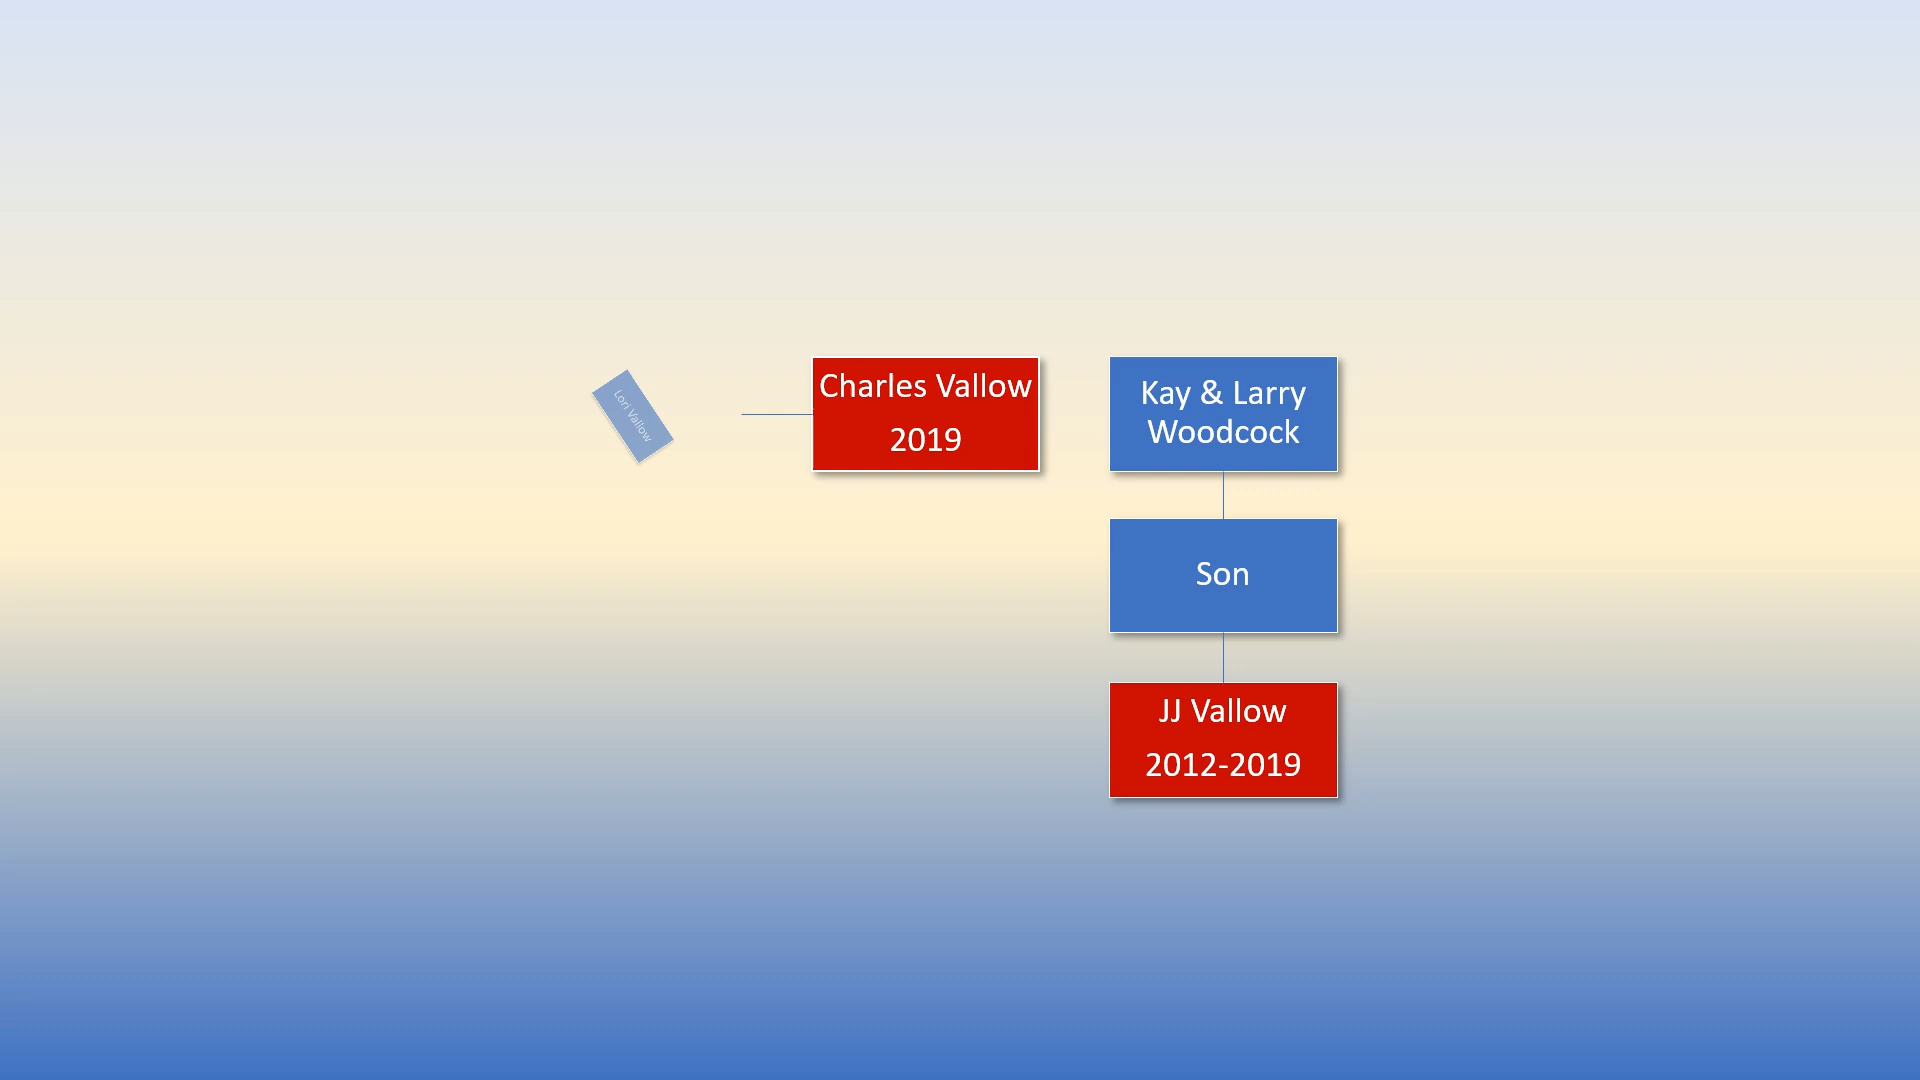 Lori Vallow
Charles Vallow
2019
Kay & Larry
Woodcock
Son
JJ Vallow
2012-2019